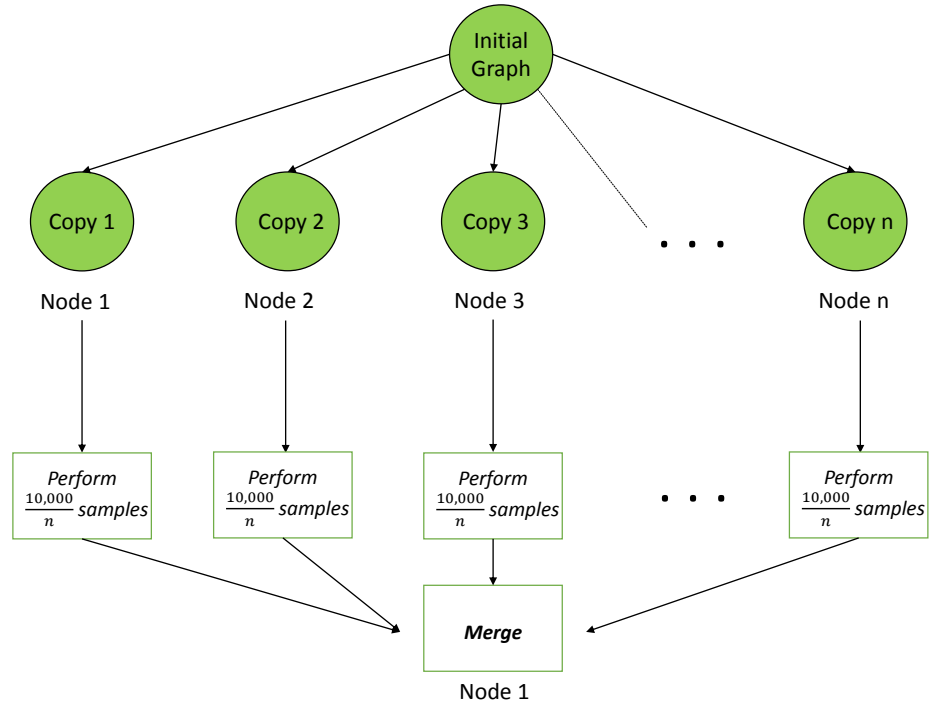 Initial
Graph
Copy 1
Copy 2
Copy 3
. . .
Copy n
Node 1
Node 2
Node 3
Node n
Perform
10,000/n samples
Perform
10,000/n samples
Perform
10,000/n samples
. . .
Perform
10,000/n samples
Merge
Node 1